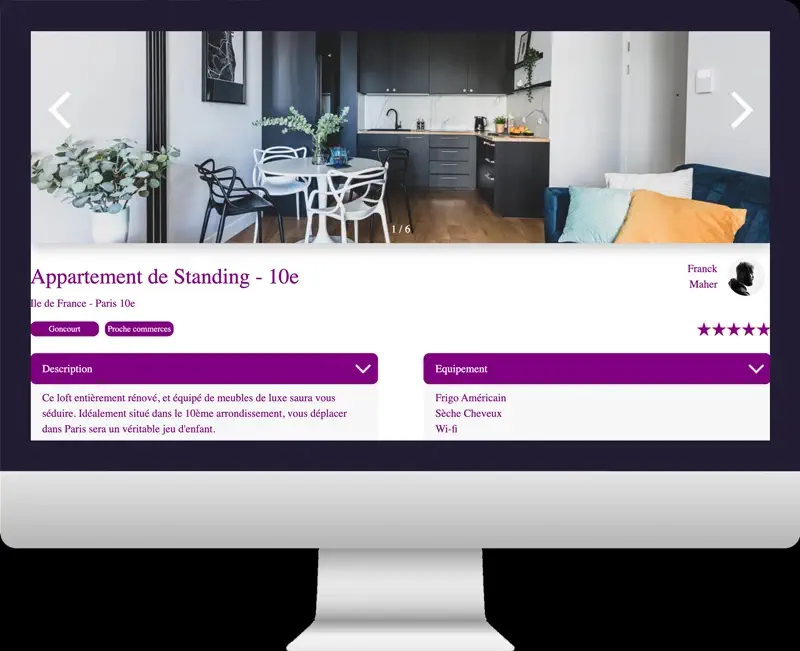 1 / 6
Appartement de Standing - 10e
Ile de France - Paris 10e
Franck
Maher
Goncourt
Proche commerces
Description
Ce loft entièrement rénové, et équipé de meubles de luxe saura vous
séduire. Idéalement situé dans le 10ème arrondissement, vous déplacer
dans Paris sera un véritable jeu d'enfant.
Equipement
Frigo Américain
Sèche Cheveux
Wi-fi